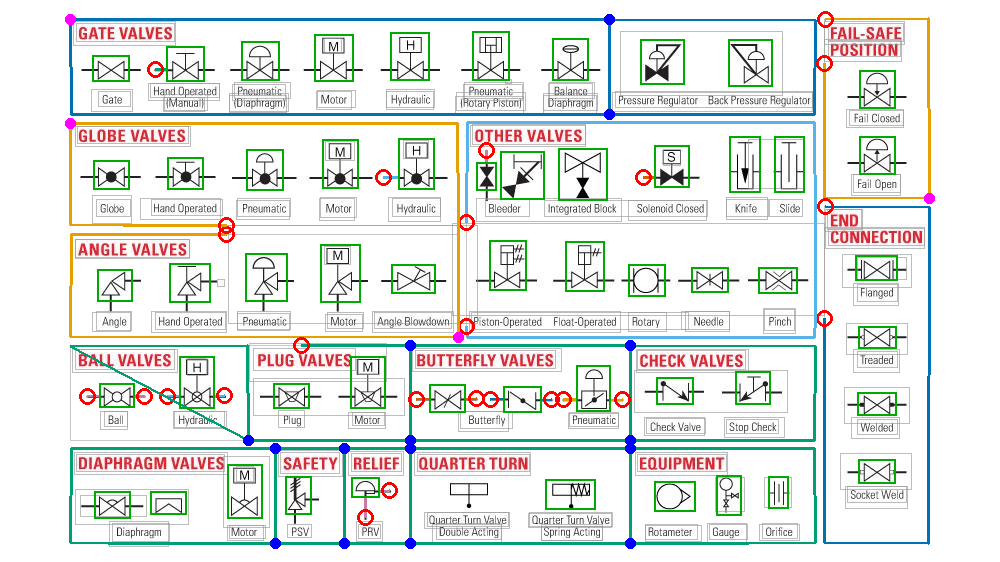 GATE VALVES
Gate
Hand Operated
(Manual)
Pneumatic
(Diaphragm)
M
Motor
H
Hydraulic
Pneumatic
(Rotary Piston)
Balance
Diaphragm
Pressure Regulator
Back Pressure Regulator
FAIL-SAFE
POSITION
Fail Closed
Fail Open
GLOBE VALVES
Globe
Hand Operated
Pneumatic
M
Motor
H
Hydraulic
OTHER VALVES
Bleeder
Integrated Block
S
Solenoid Closed
Knife
Slide
Piston-Operated
Float-Operated
Rotary
Needle
Pinch
ANGLE VALVES
Angle
Hand Operated
Pneumatic
M
Motor
Angle Blowdown
END
CONNECTION
Flanged
Treaded
Welded
Socket Weld
BALL VALVES
Ball
H
Hydraulic
PLUG VALVES
Plug
M
Motor
BUTTERFLY VALVES
Butterfly
Pneumatic
CHECK VALVES
Check Valve
Stop Check
DIAPHRAGM VALVES
Diaphragm
M
Motor
SAFETY
PSV
RELIEF
PRV
QUARTER TURN
Quarter Turn Valve
Double Acting
Quarter Turn Valve
Spring Acting
EQUIPMENT
Rotameter
Gauge
Orifice